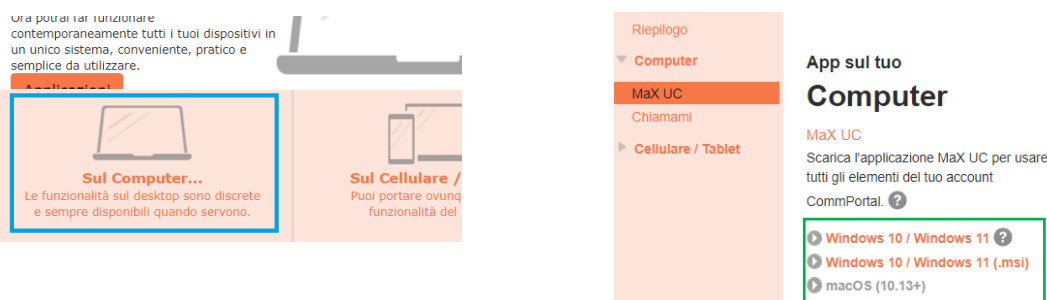 Ora potrai far funzionare
contemporaneamente tutti i tuoi dispositivi in
un unico sistema, conveniente, pratico e
semplice da utilizzare.
Applicazioni
Sul Computer...
Le funzionalità sul desktop sono discrete
e sempre disponibili quando servono.
Sul Cellulare /
Puoi portare ovunq
funzionalità del
Riepilogo
Computer
MaX UC
Chiamami
Cellulare / Tablet
App sul tuo
Computer
MaX UC
Scarica l'applicazione MaX UC per usare
tutti gli elementi del tuo account
CommPortal. ?
Windows 10 / Windows 11 ?
Windows 10 / Windows 11 (.msi)
macOS (10.13+)